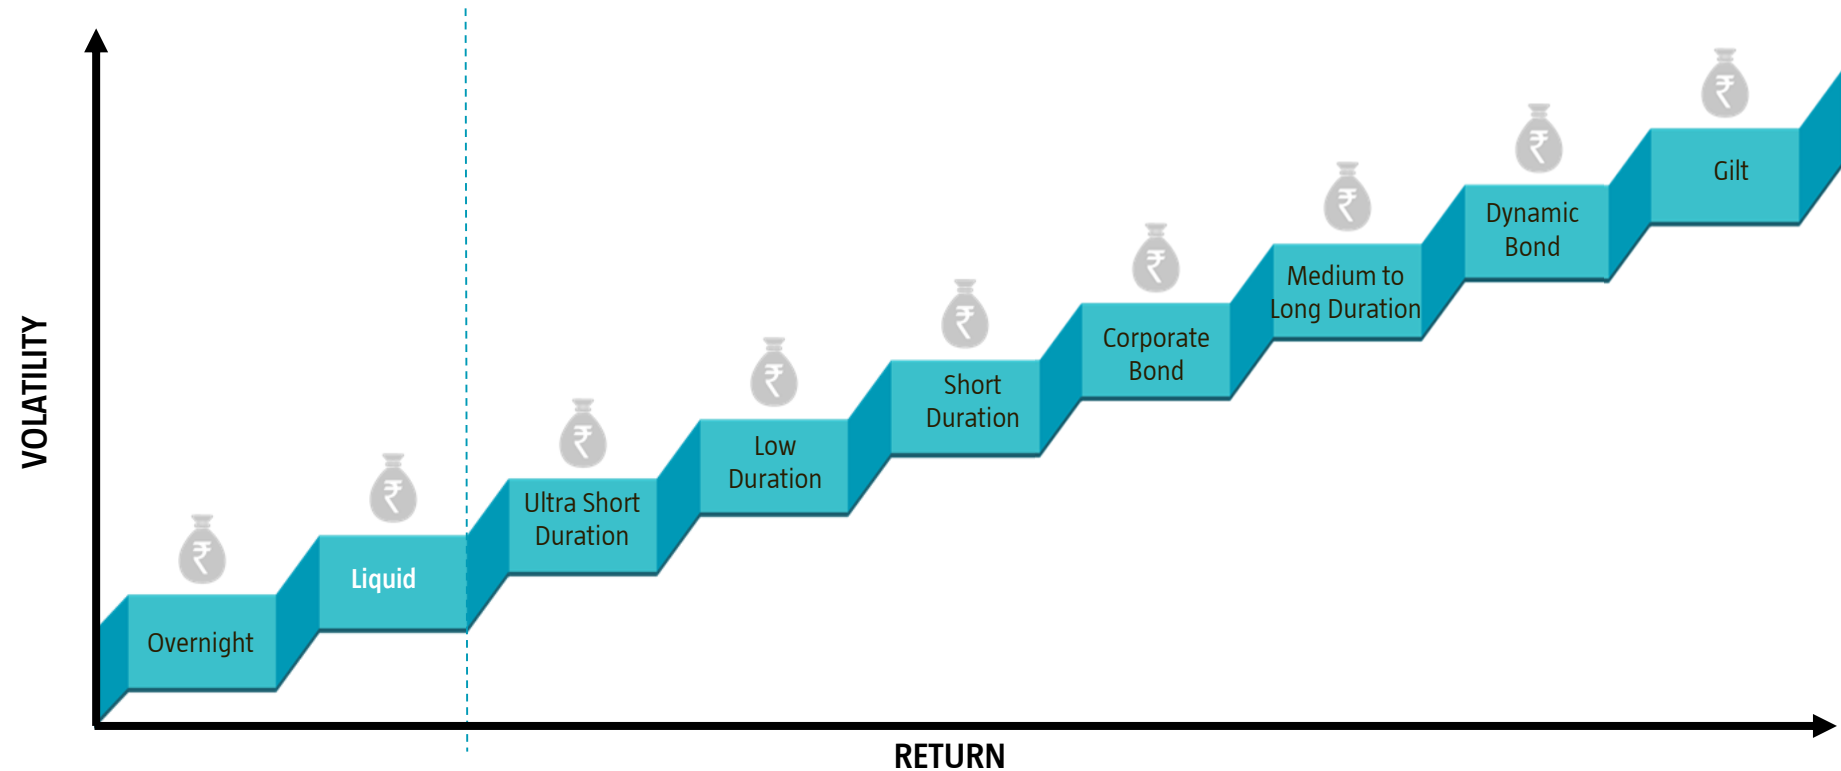 VOLATILITY
₹
Overnight
₹
Liquid
₹
Ultra Short
Duration
₹
Low
Duration
₹
Short
Duration
₹
Corporate
Bond
₹
Medium to
Long Duration
₹
Dynamic
Bond
₹
Gilt
RETURN